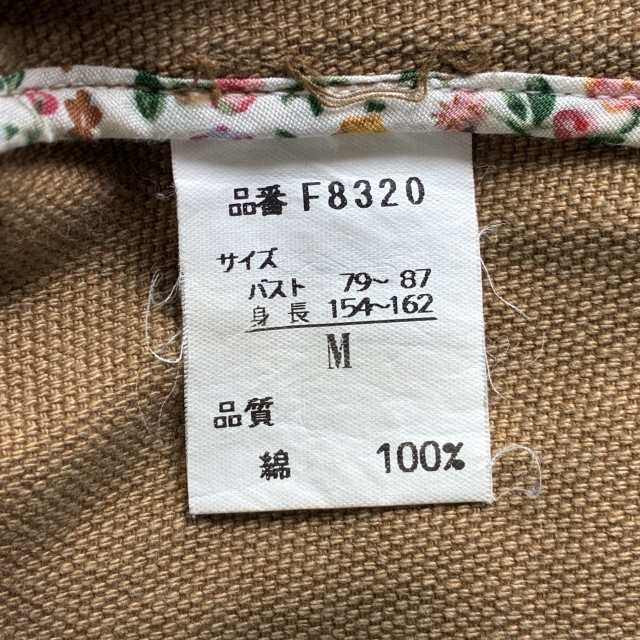 品番 F8320
サイズ
バスト 79〜87
身長 154〜162
M
品質
綿 100%